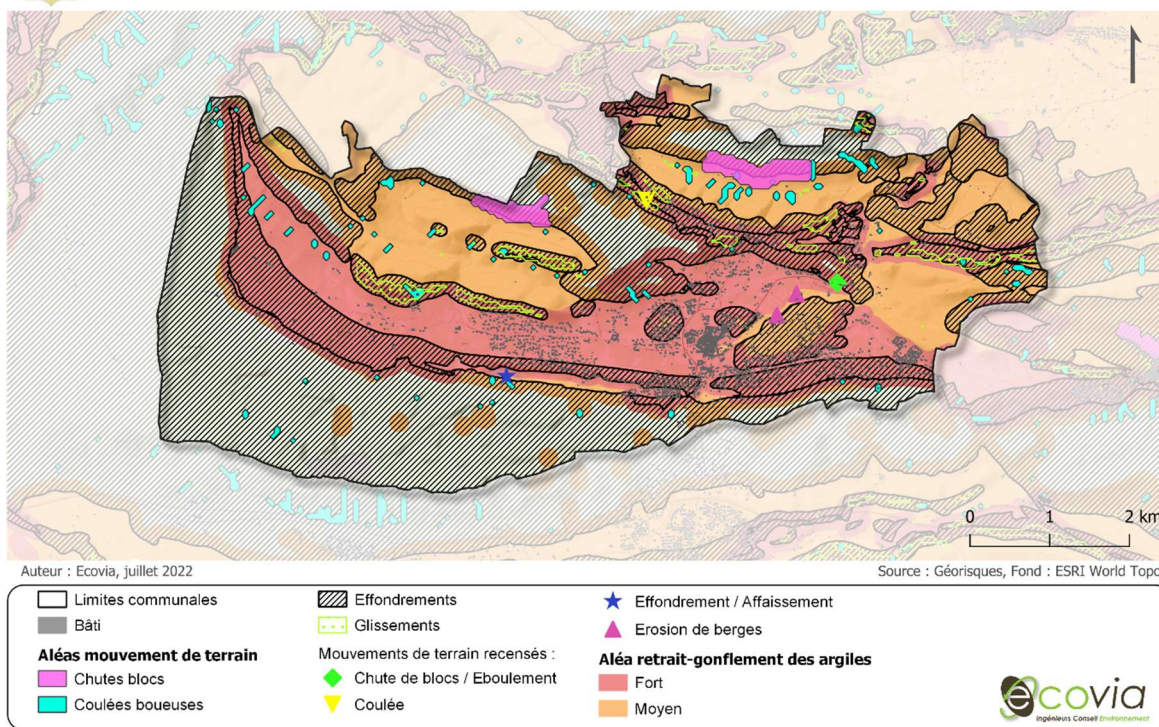 0 1 2 km
Auteur : Ecovia, juillet 2022 Source : Géorisques, Fond : ESRI World Topo
Limites communales
Bâti
Aléas mouvement de terrain
Chutes blocs
Coulées boueuses
Effondrements
Glissements
Mouvements de terrain recensés :
Chute de blocs / Eboulement
Coulée
Effondrement / Affaissement
Erosion de berges
Aléa retrait-gonflement des argiles
Fort
Moyen
écovia
Ingénieurs Conseil Environnement